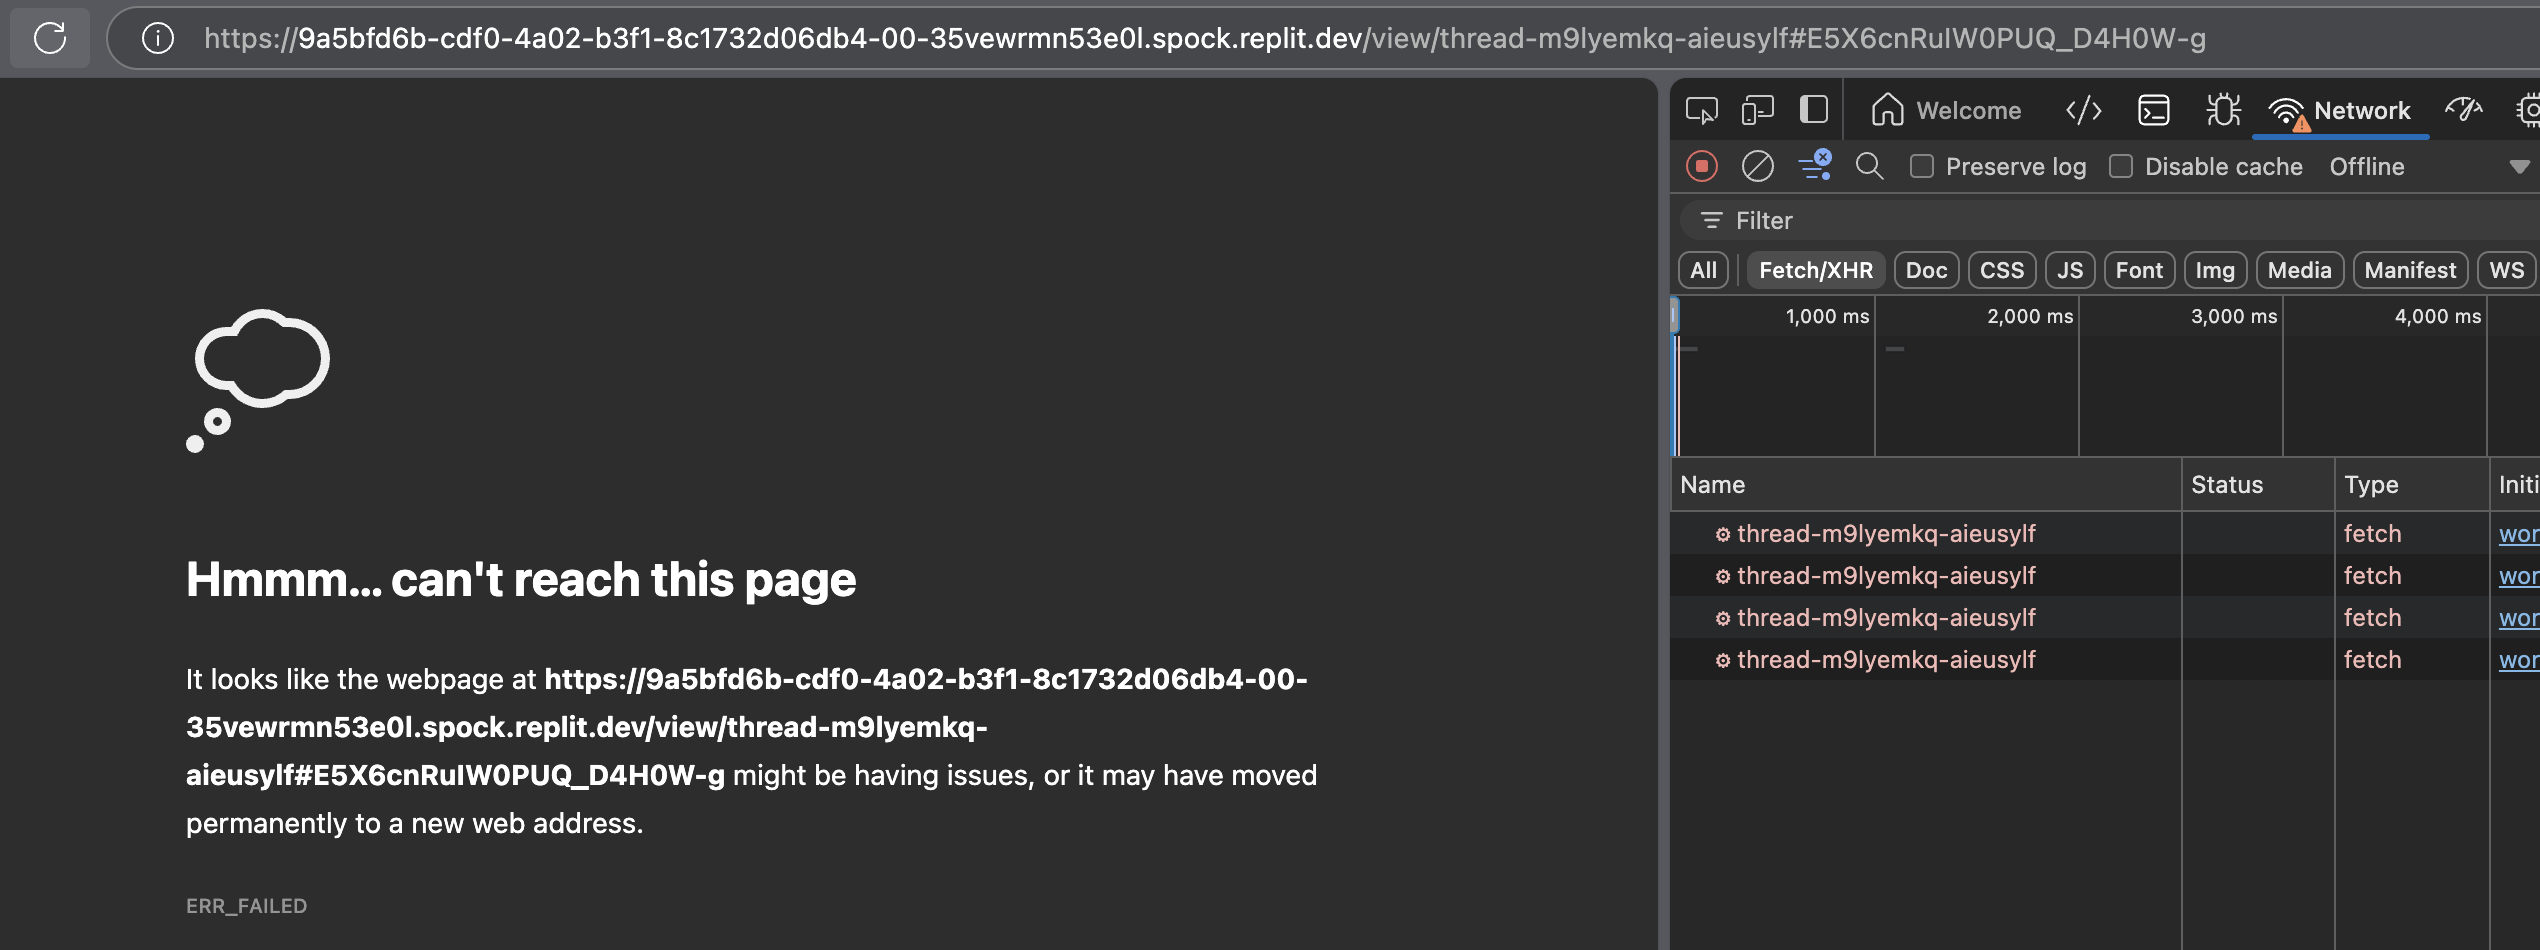 https://9a5bfd6b-cdf0-4a02-b3f1-8c1732d06db4-00-35vewrmn53e0l.spock.replit.dev/view/thread-m9lyemkq-aieusylf#E5X6cnRuIW0PUQ_D4H0W-g
Hmmm... can't reach this page
It looks like the webpage at https://9a5bfd6b-cdf0-4a02-b3f1-8c1732d06db4-00-
35vewrmn53e0l.spock.replit.dev/view/thread-m9lyemkq-
aieusylf#E5X6cnRuIW0PUQ_D4H0W-g might be having issues, or it may have moved
permanently to a new web address.
ERR_FAILED
Welcome Network
Preserve log Disable cache Offline
Filter
All Fetch/XHR Doc CSS JS Font Img Media Manifest WS
1,000 ms 2,000 ms 3,000 ms 4,000 ms
Name Status Type Initi
thread-m9lyemkq-aieusylf fetch wor
thread-m9lyemkq-aieusylf fetch wor
thread-m9lyemkq-aieusylf fetch wor
thread-m9lyemkq-aieusylf fetch wor